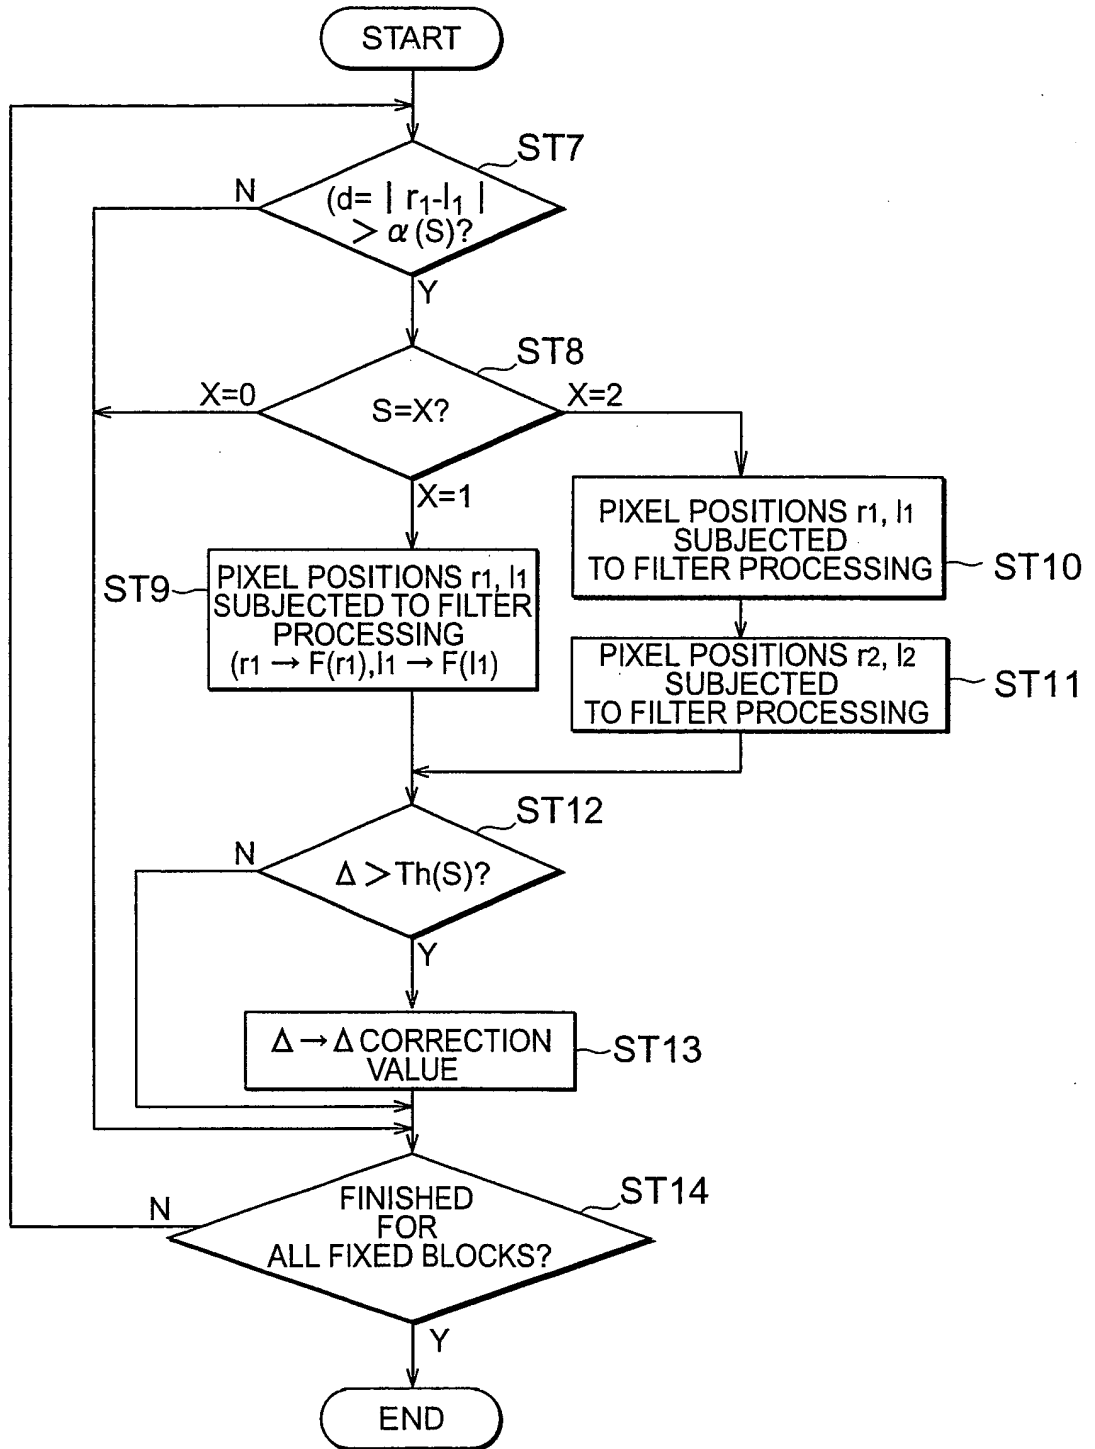 START
ST7
N
(d= | r1-l1 |
> α(S)?
Y
ST8
X=0
S=X?
X=2
X=1
PIXEL POSITIONS r1, l1
SUBJECTED
TO FILTER PROCESSING
ST10
ST9
PIXEL POSITIONS r1, l1
SUBJECTED TO FILTER
PROCESSING
(r1 → F(r1),l1 → F(l1)
PIXEL POSITIONS r2, l2
SUBJECTED
TO FILTER PROCESSING
ST11
ST12
N
Δ > Th(S)?
Y
Δ → Δ CORRECTION
VALUE
ST13
ST14
N
FINISHED
FOR
ALL FIXED BLOCKS?
Y
END